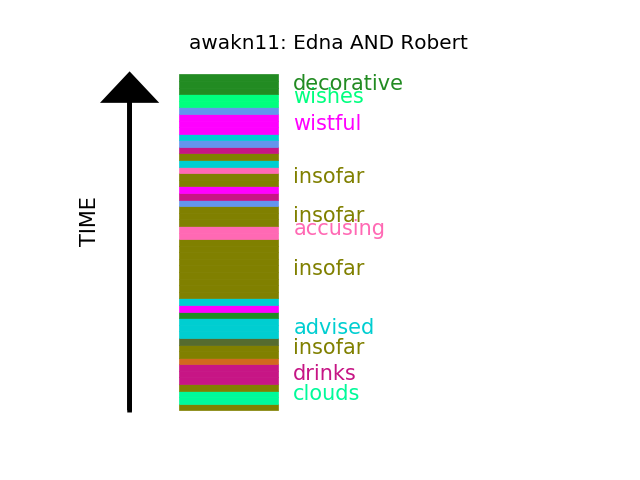 awakn11: Edna AND Robert
decorative
wishes
wistful
insofar
insofar
accusing
insofar
advised
insofar
drinks
clouds
TIME